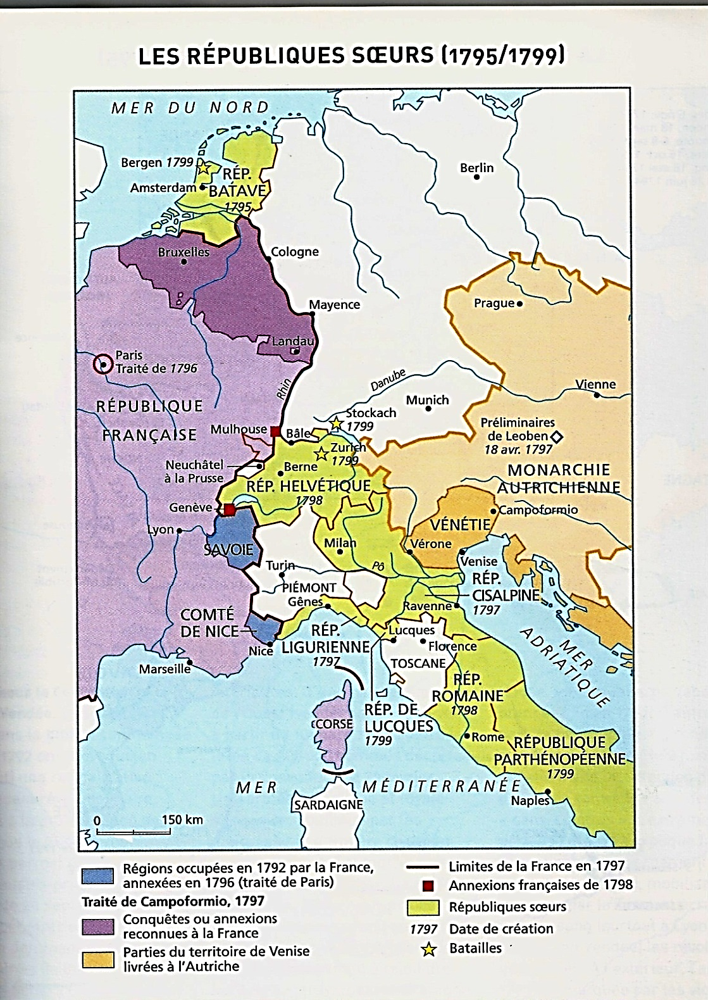 LES RÉPUBLIQUES SŒURS (1795/1799)
MER DU NORD
Bergen 1799
RÉP.
BATAVE
1795
Amsterdam
Berlin
Bruxelles
Cologne
Mayence
Prague
Landau
Paris
Traité de 1796
Rhin
Danube
Vienne
Munich
RÉPUBLIQUE
FRANÇAISE
Stockach
1799
Mulhouse
Bâle
Préliminaires
de Leoben
18 avr. 1797
Zurich
1799
Neuchâtel
à la Prusse
Berne
MONARCHIE
AUTRTCHIENNE
RÉP. HELVÉTIQUE
1798
Genève
Campoformio
Lyon
VÉNÉTIE
SAVOIE
Milan
Vérone
Venise
Turin
Pô
PIÉMONT
RÉP.
CISALPINE
1797
Gênes
Ravenne
COMTÉ
DE NICE
RÉP.
LIGURIENNE
1797
Lucques
Florence
Nice
MER
ADRIATIQUE
Marseille
TOSCANE
RÉP.
ROMAINE
1798
CORSE
RÉP. DE
LUCQUES
1799
Rome
RÉPUBLIQUE
PARTHÉNOPÉENNE
1799
MER MÉDITERRANÉE
Naples
SARDAIGNE
0 150 km
Régions occupées en 1792 par la France,
annexées en 1796 (traité de Paris)
Traité de Campoformio, 1797
Conquêtes ou annexions
reconnues à la France
Parties du territoire de Venise
livrées à l'Autriche
Limites de la France en 1797
Annexions françaises de 1798
Républiques sœurs
1797 Date de création
Batailles